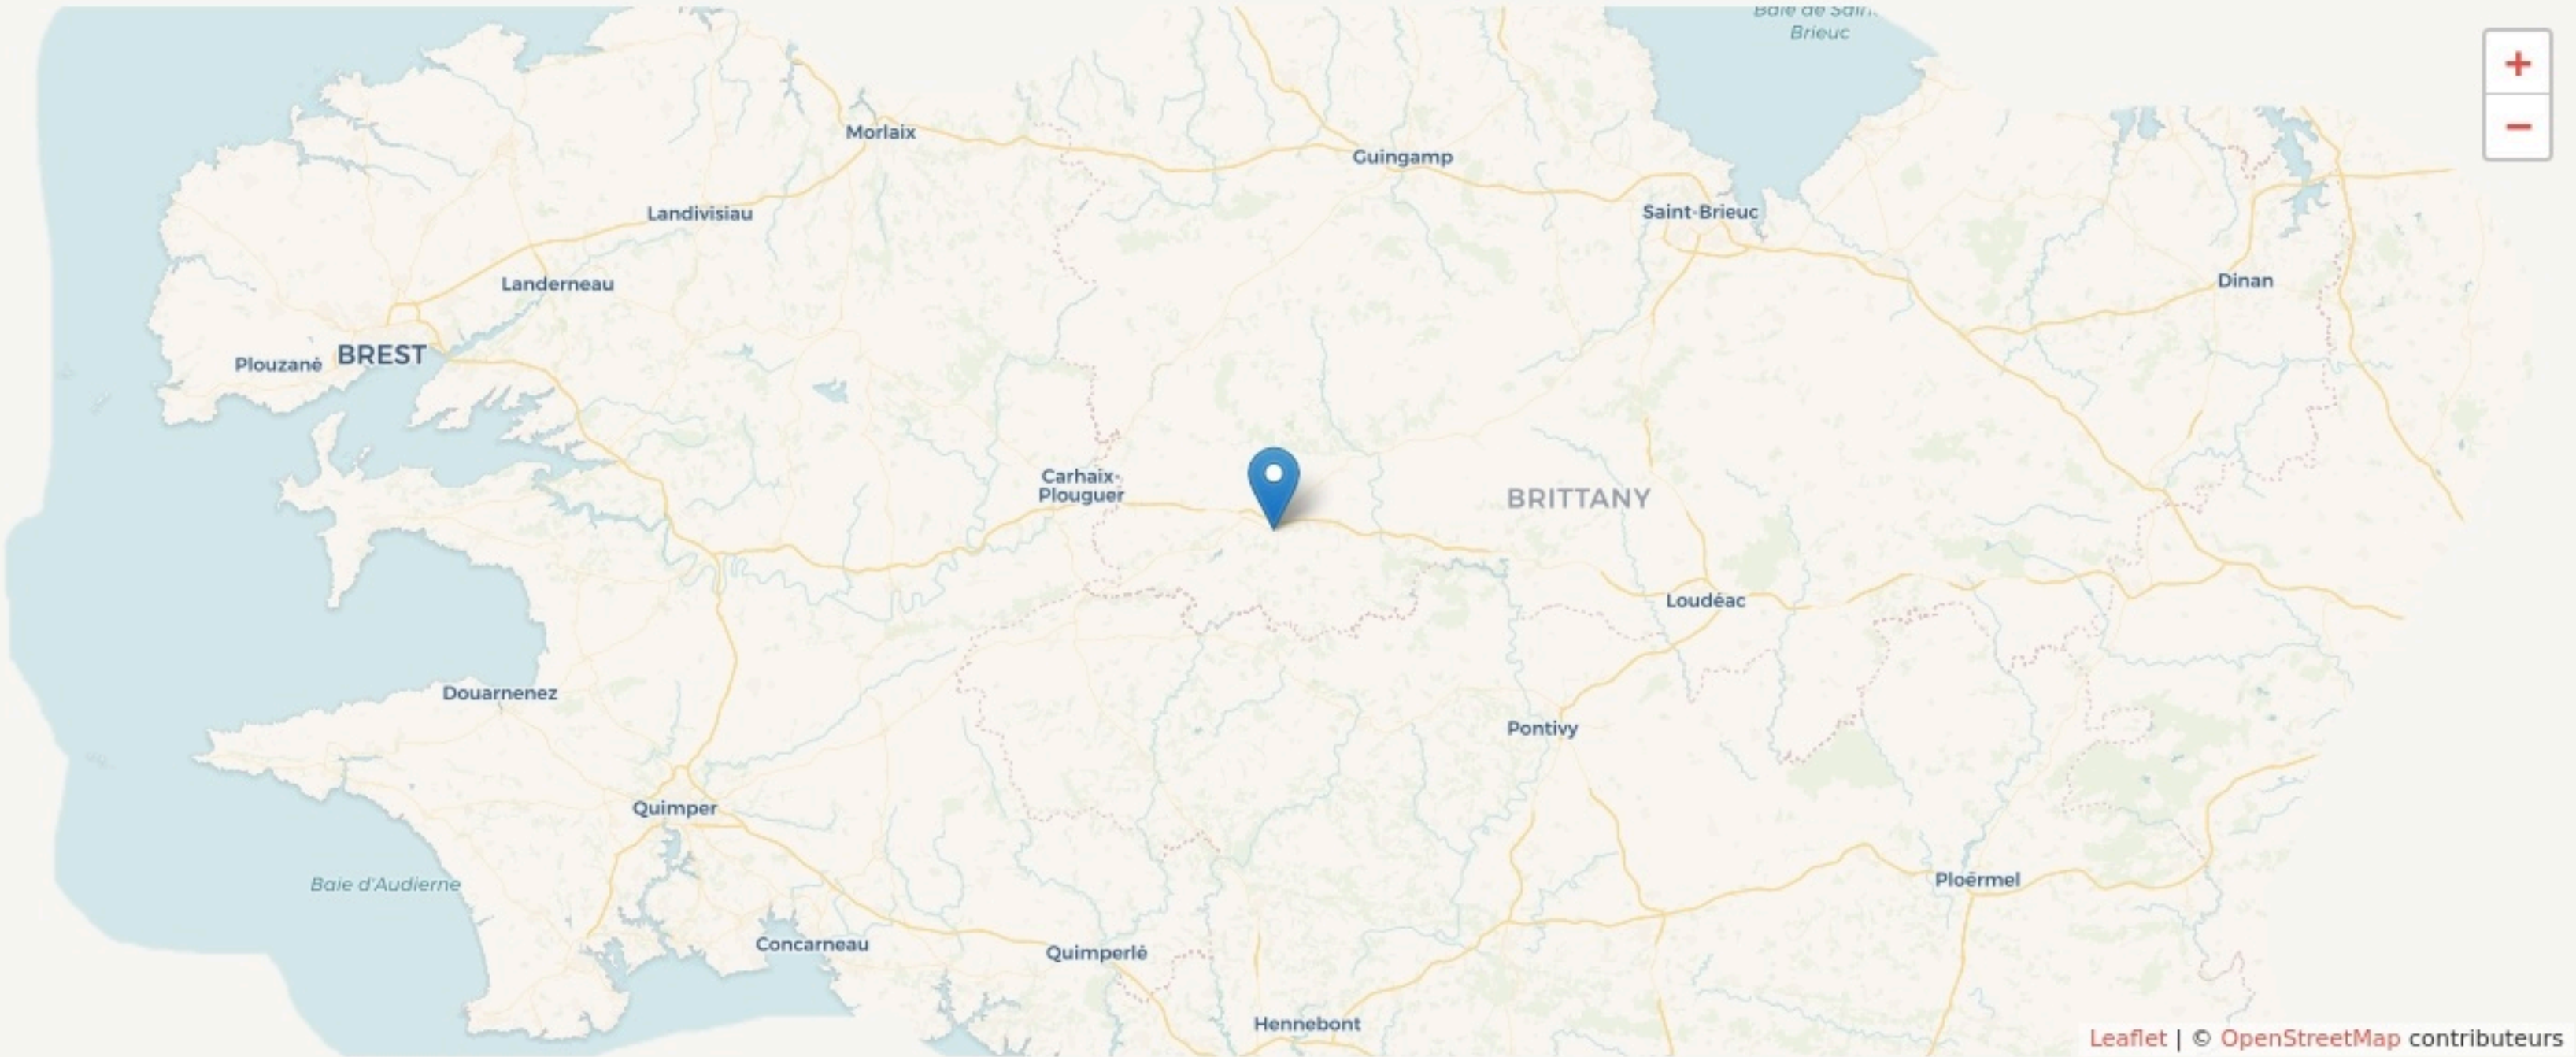 Baie de Sain
Brieuc
+
−
Morlaix
Guingamp
Landivisiau
Saint-Brieuc
Landerneau
Dinan
Plouzané
BREST
Carhaix-
Plouguer
BRITTANY
Loudéac
Douarnenez
Pontivy
Quimper
Baie d'Audierne
Ploërmel
Concarneau
Quimperlé
Hennebont
Leaflet | © OpenStreetMap contributeurs